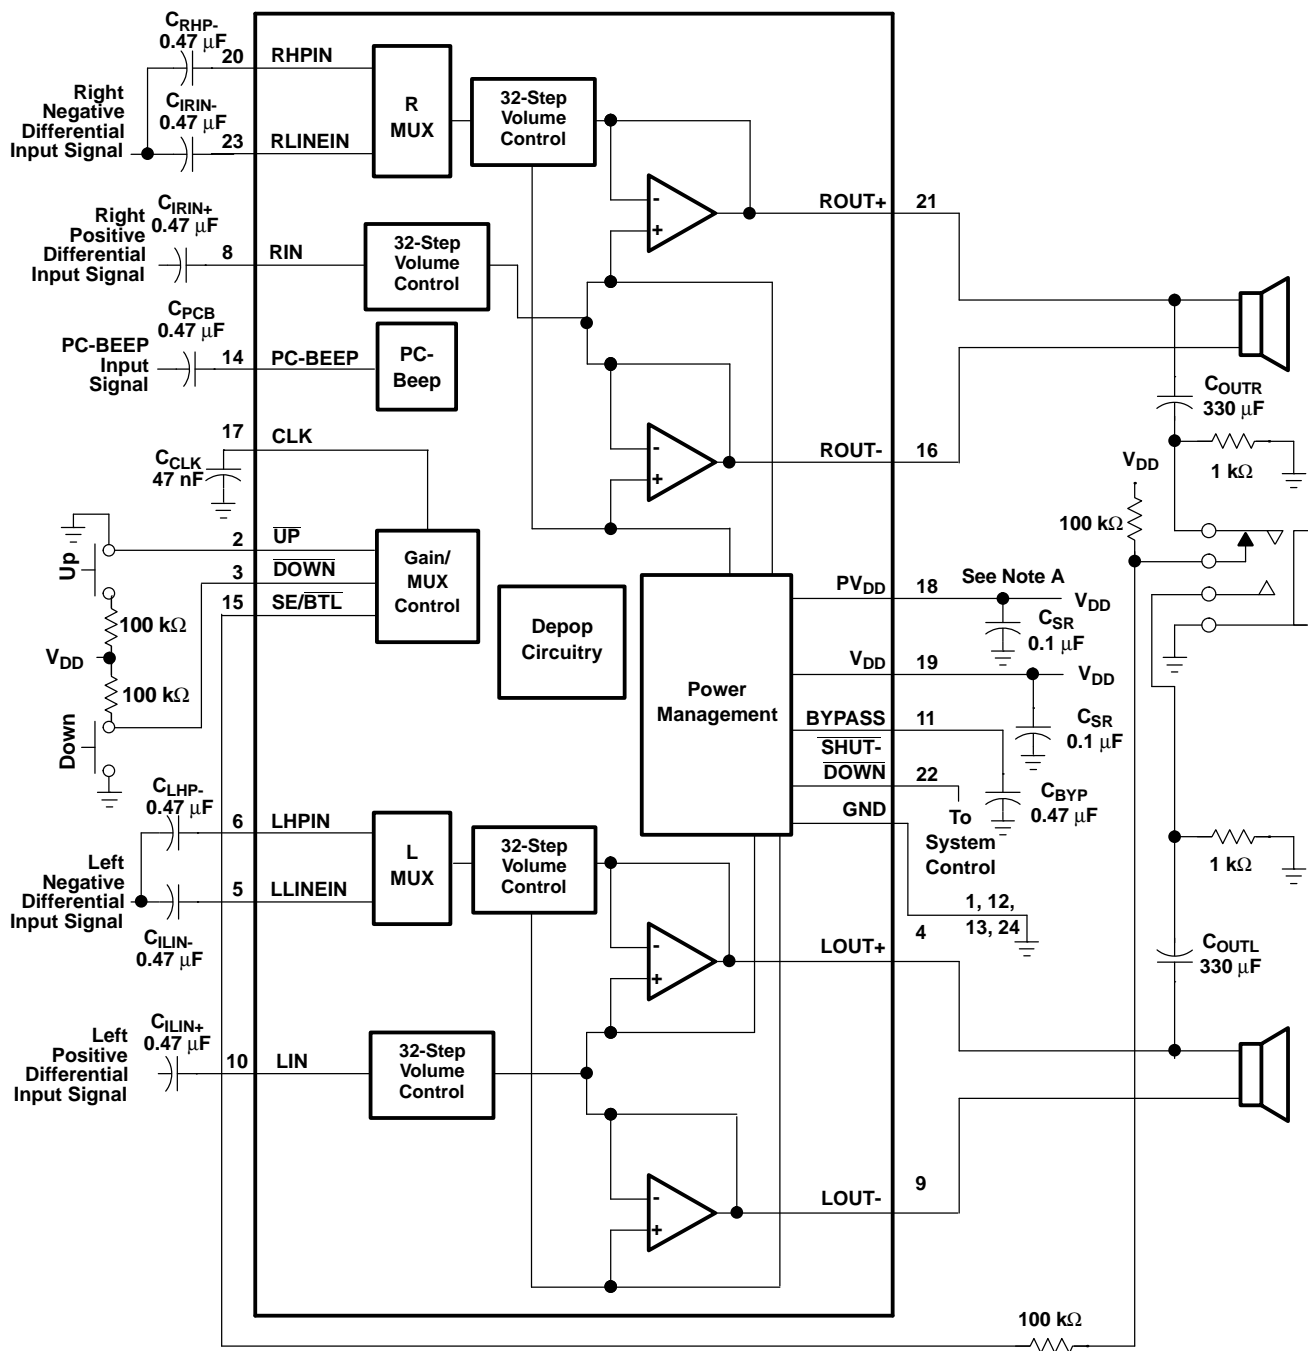 CRHP-
0.47 μF
20
RHPIN
Right
Negative
Differential
Input Signal
CIRIN-
0.47 μF
23
RLINEIN
R
MUX
32-Step
Volume
Control
-
+
ROUT+
21
Right
Positive
Differential
Input Signal
CIRIN+
0.47 μF
8
RIN
32-Step
Volume
Control
CPCB
0.47 μF
PC-BEEP
Input
Signal
14
PC-BEEP
PC-
Beep
-
+
ROUT-
16
COUTR
330 μF
1 kΩ
VDD
100 kΩ
17
CLK
CCLK
47 nF
2
UP
3
DOWN
15
SE/BTL
Gain/
MUX
Control
Up
100 kΩ
VDD
100 kΩ
Down
Depop
Circuitry
Power
Management
PVDD
18
See Note A
VDD
CSR
0.1 μF
VDD
19
VDD
CSR
0.1 μF
BYPASS
11
SHUT-
DOWN
22
CBYP
0.47 μF
To
System
Control
GND
1, 12,
13, 24
CLHP-
0.47 μF
6
LHPIN
Left
Negative
Differential
Input Signal
5
LLINEIN
CILIN-
0.47 μF
L
MUX
32-Step
Volume
Control
-
+
LOUT+
4
1 kΩ
COUTL
330 μF
Left
Positive
Differential
Input Signal
CILIN+
0.47 μF
10
LIN
32-Step
Volume
Control
-
+
LOUT-
9
100 kΩ